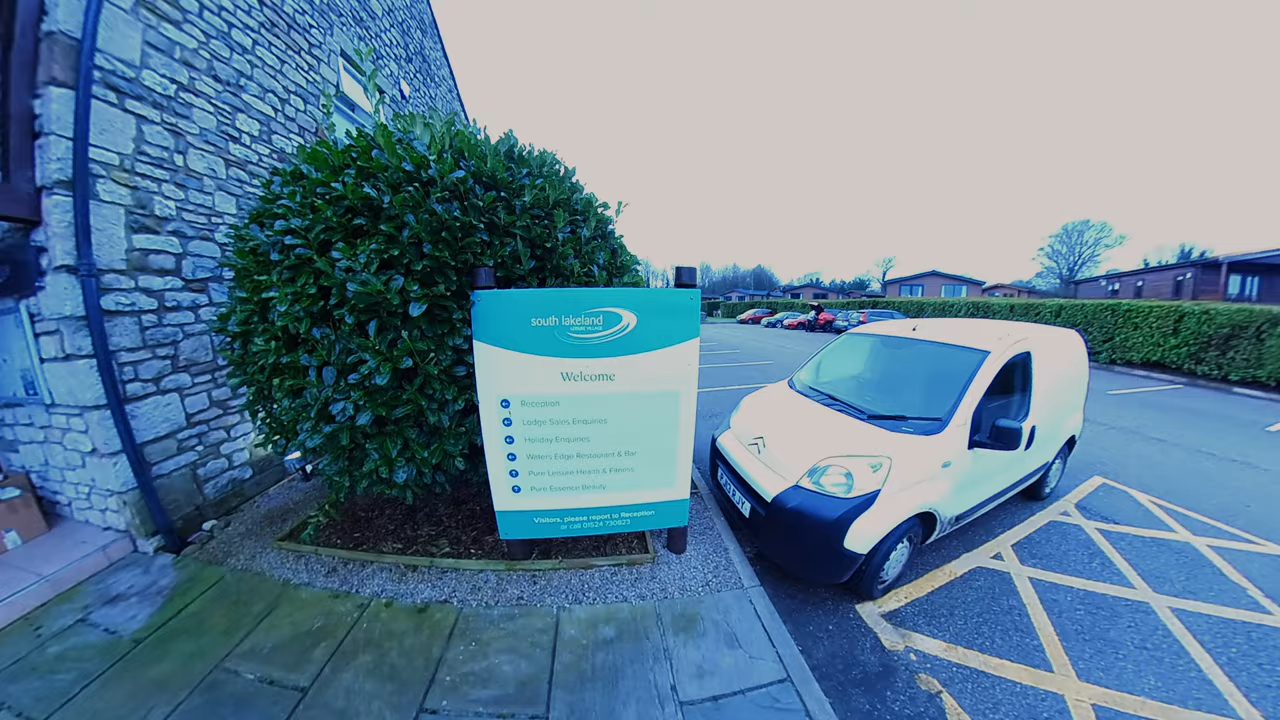 south lakeland
LEISURE VILLAGE
Welcome
Reception
Lodge Sales Enquiries
Holiday Enquiries
Waters Edge Restaurant & Bar
Pure Leisure Health & Fitness
Pure Essence Beauty
Visitors, please report to Reception
or call 01524 730823